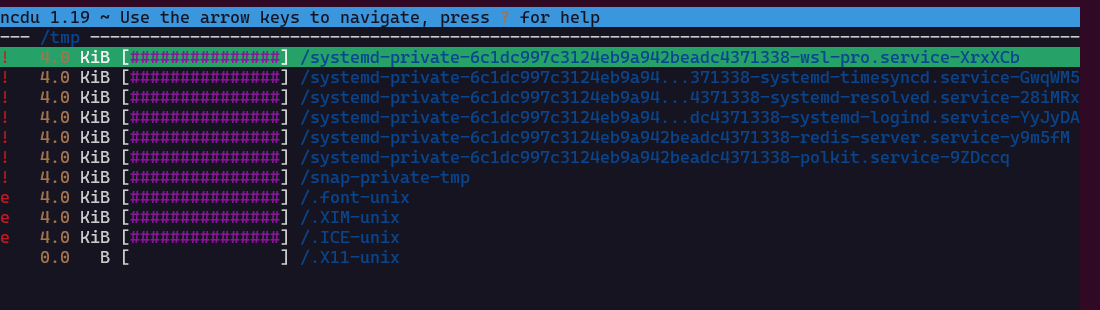 ncdu 1.19 ~ Use the arrow keys to navigate, press ? for help
--- /tmp ----------------------------------------------------------------------------------------------------
! 4.0 KiB [###############] /systemd-private-6c1dc997c3124eb9a942beadc4371338-wsl-pro.service-XrxXCb
! 4.0 KiB [###############] /systemd-private-6c1dc997c3124eb9a94...371338-systemd-timesyncd.service-GwqWM5
! 4.0 KiB [###############] /systemd-private-6c1dc997c3124eb9a94...4371338-systemd-resolved.service-28iMRx
! 4.0 KiB [###############] /systemd-private-6c1dc997c3124eb9a94...dc4371338-systemd-logind.service-YyJyDA
! 4.0 KiB [###############] /systemd-private-6c1dc997c3124eb9a942beadc4371338-redis-server.service-y9m5fM
! 4.0 KiB [###############] /systemd-private-6c1dc997c3124eb9a942beadc4371338-polkit.service-9ZDccq
! 4.0 KiB [###############] /snap-private-tmp
e 4.0 KiB [###############] /.font-unix
e 4.0 KiB [###############] /.XIM-unix
e 4.0 KiB [###############] /.ICE-unix
0.0 B [ ] /.X11-unix